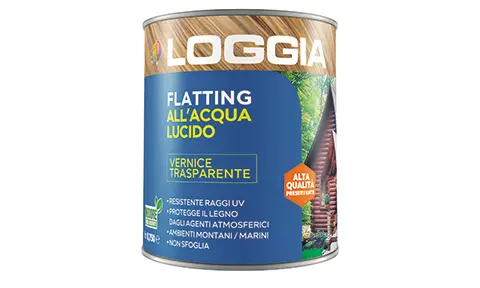 LOGGIA
FLATTING
ALL'ACQUA
LUCIDO
VERNICE
TRASPARENTE
ALTA
QUALITÀ
•RESISTENTE RAGGI UV
•PROTEGGE IL LEGNO
DAGLI AGENTI ATMOSFERICI
•AMBIENTI MONTANI / MARINI
•NON SFOGLIA